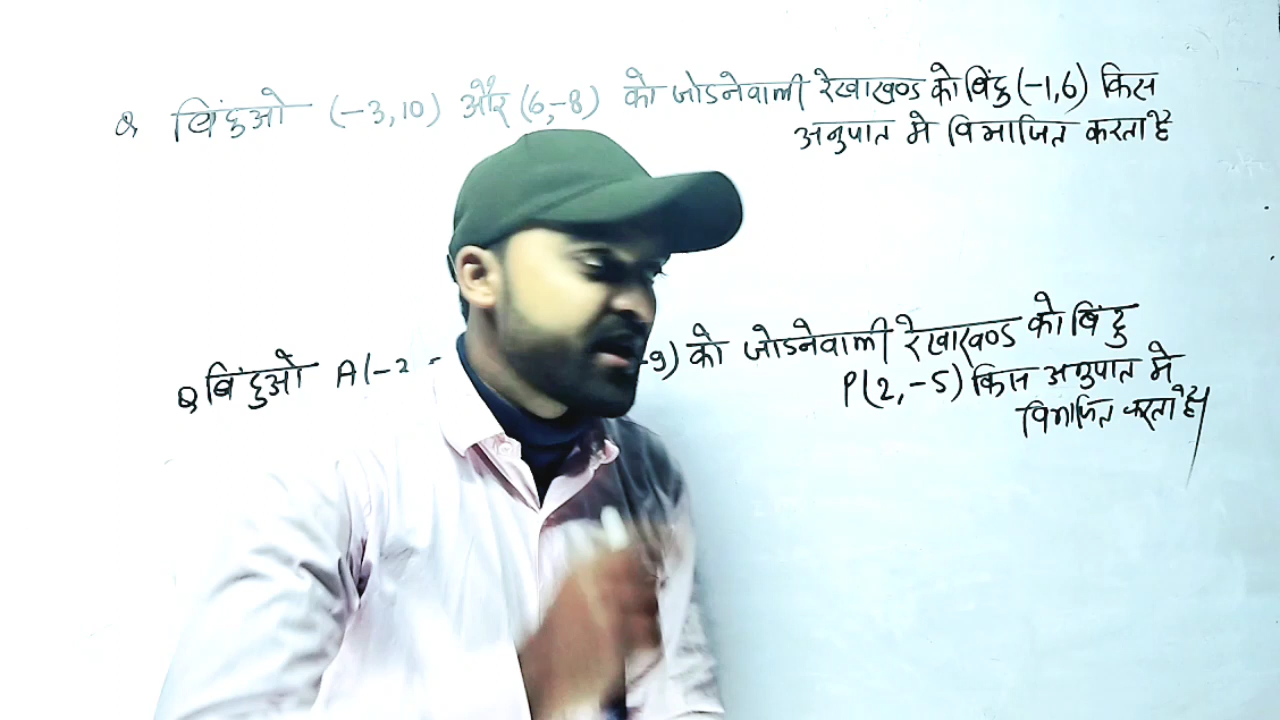 Q बिंदुओ (-3,10) और (6,-8) को जोडनेवाली रेखाखण्ड को बिंदु (-1,6) किस
अनुपात मे विभाजित करता है
Q बिंदुओ A(-2 -9) को जोडनेवाली रेखाखण्ड को बिंदु
P(2,-5) किस अनुपात मे
विभाजित करता है।